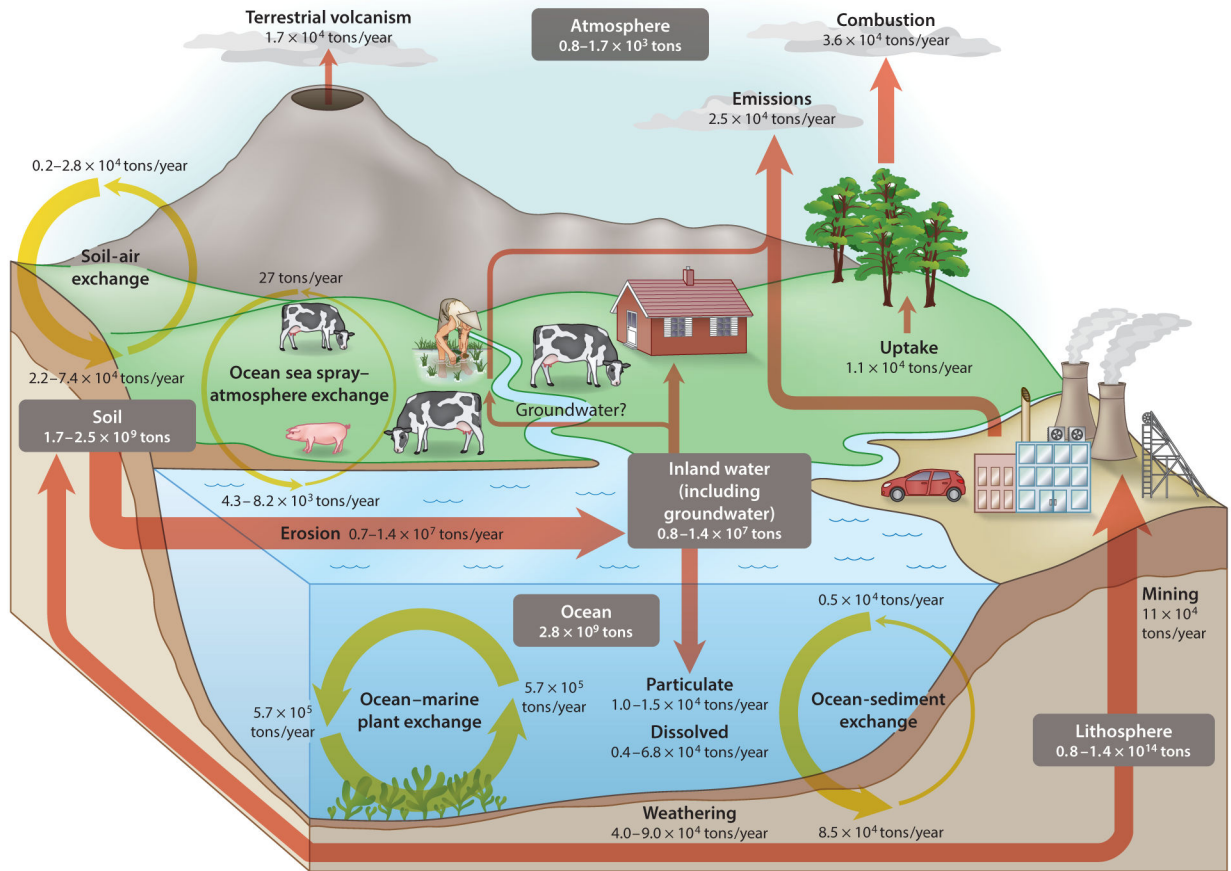 Terrestrial volcanism
1.7 × 10⁴ tons/year
Atmosphere
0.8–1.7 × 10³ tons
Combustion
3.6 × 10⁴ tons/year
Emissions
2.5 × 10⁴ tons/year
0.2–2.8 × 10⁴ tons/year
Soil-air
exchange
2.2–7.4 × 10⁴ tons/year
27 tons/year
Ocean sea spray–
atmosphere exchange
4.3–8.2 × 10³ tons/year
Uptake
1.1 × 10⁴ tons/year
Soil
1.7–2.5 × 10⁹ tons
Groundwater?
Inland water
(including
groundwater)
0.8–1.4 × 10⁷ tons
Erosion 0.7–1.4 × 10⁷ tons/year
Mining
11 × 10⁴
tons/year
Ocean
2.8 × 10⁹ tons
0.5 × 10⁴ tons/year
Ocean–marine
plant exchange
5.7 × 10⁵
tons/year
5.7 × 10⁵
tons/year
Particulate
1.0–1.5 × 10⁴ tons/year
Dissolved
0.4–6.8 × 10⁴ tons/year
Ocean-sediment
exchange
Lithosphere
0.8–1.4 × 10¹⁴ tons
Weathering
4.0–9.0 × 10⁴ tons/year
8.5 × 10⁴ tons/year